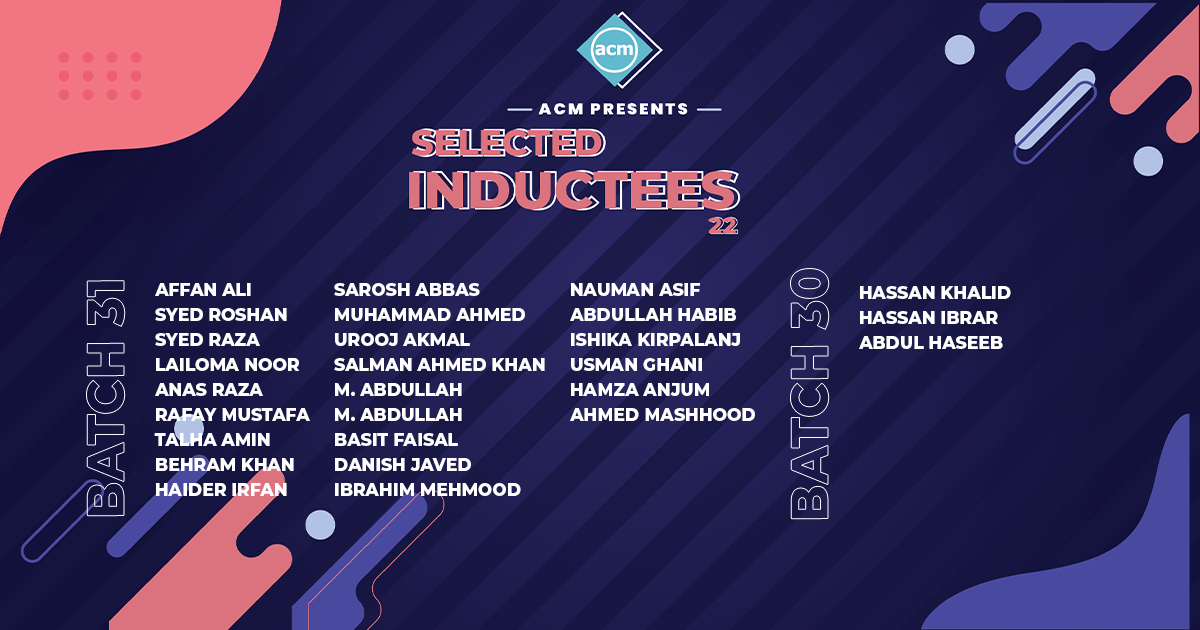 acm
ACM PRESENTS
SELECTED
INDUCTEES
22
BATCH 31
AFFAN ALI
SYED ROSHAN
SYED RAZA
LAILOMA NOOR
ANAS RAZA
RAFAY MUSTAFA
TALHA AMIN
BEHRAM KHAN
HAIDER IRFAN
SAROSH ABBAS
MUHAMMAD AHMED
UROOJ AKMAL
SALMAN AHMED KHAN
M. ABDULLAH
M. ABDULLAH
BASIT FAISAL
DANISH JAVED
IBRAHIM MEHMOOD
NAUMAN ASIF
ABDULLAH HABIB
ISHIKA KIRPALANJ
USMAN GHANI
HAMZA ANJUM
AHMED MASHHOOD
BATCH 30
HASSAN KHALID
HASSAN IBRAR
ABDUL HASEEB